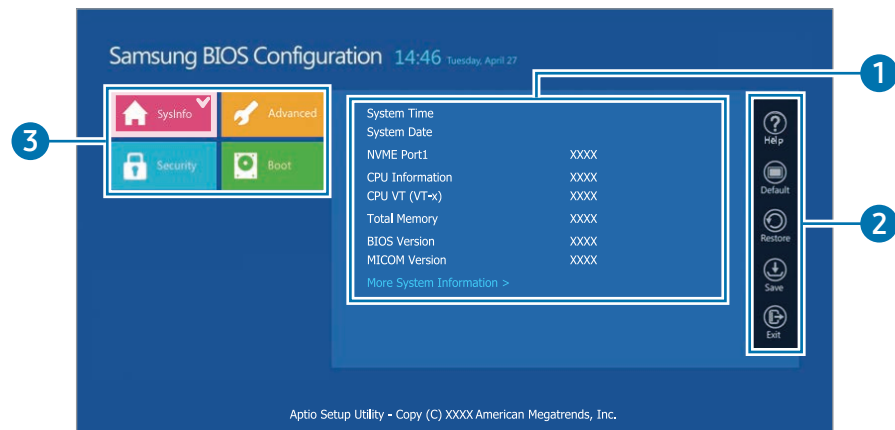 Samsung BIOS Configuration 14:46 Tuesday, April 27
1
SysInfo
Advanced
Security
Boot
3
System Time
System Date
NVME Port1 XXXX
CPU Information XXXX
CPU VT (VT-x) XXXX
Total Memory XXXX
BIOS Version XXXX
MICOM Version XXXX
More System Information >
Help
Default
Restore
Save
Exit
2
Aptio Setup Utility - Copy (C) XXXX American Megatrends, Inc.